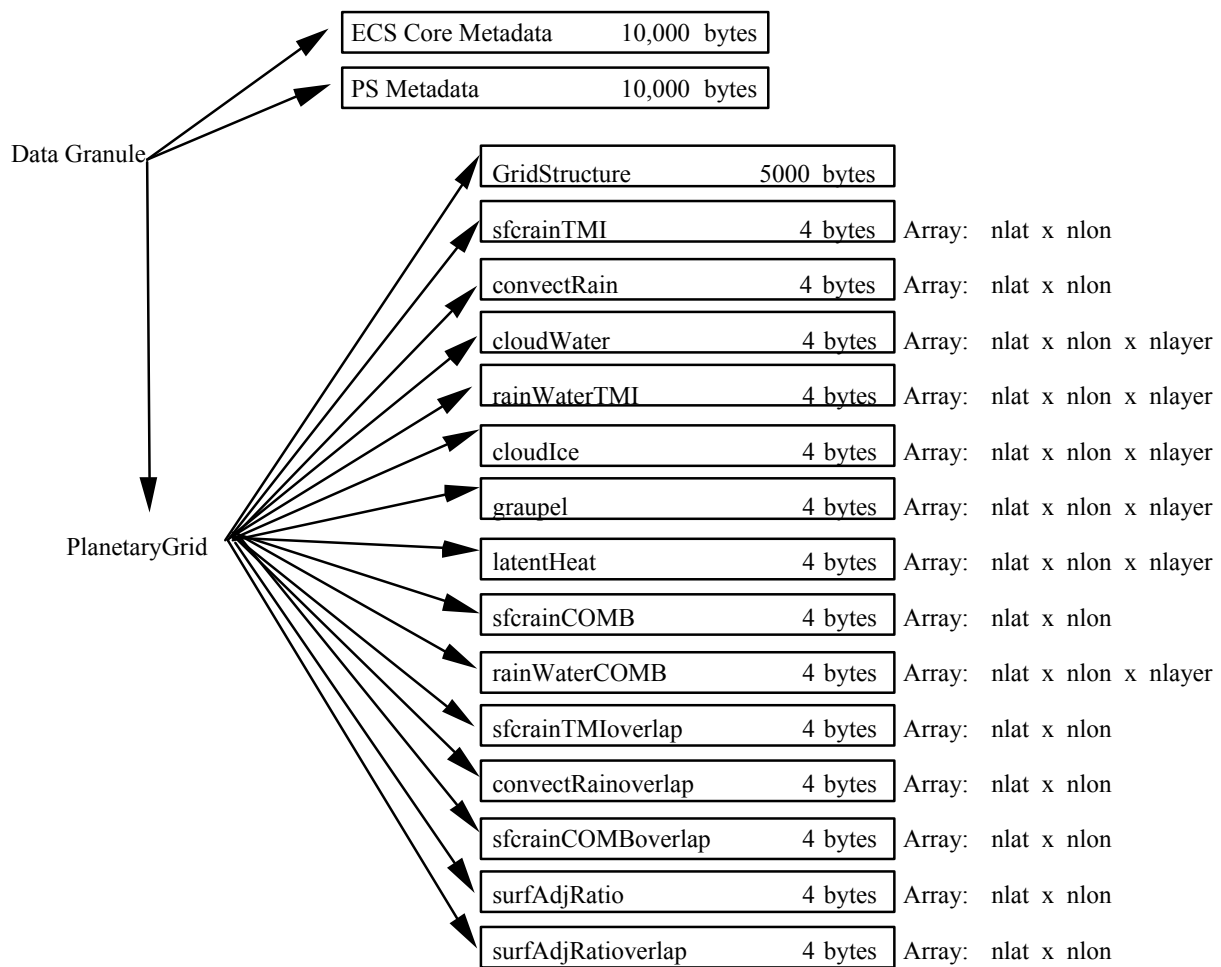 ECS Core Metadata 10,000 bytes
PS Metadata 10,000 bytes
Data Granule
GridStructure 5000 bytes
sfcrainTMI 4 bytes Array: nlat x nlon
convectRain 4 bytes Array: nlat x nlon
cloudWater 4 bytes Array: nlat x nlon x nlayer
rainWaterTMI 4 bytes Array: nlat x nlon x nlayer
cloudIce 4 bytes Array: nlat x nlon x nlayer
graupel 4 bytes Array: nlat x nlon x nlayer
PlanetaryGrid
latentHeat 4 bytes Array: nlat x nlon x nlayer
sfcrainCOMB 4 bytes Array: nlat x nlon
rainWaterCOMB 4 bytes Array: nlat x nlon x nlayer
sfcrainTMIoverlap 4 bytes Array: nlat x nlon
convectRainoverlap 4 bytes Array: nlat x nlon
sfcrainCOMBoverlap 4 bytes Array: nlat x nlon
surfAdjRatio 4 bytes Array: nlat x nlon
surfAdjRatioverlap 4 bytes Array: nlat x nlon